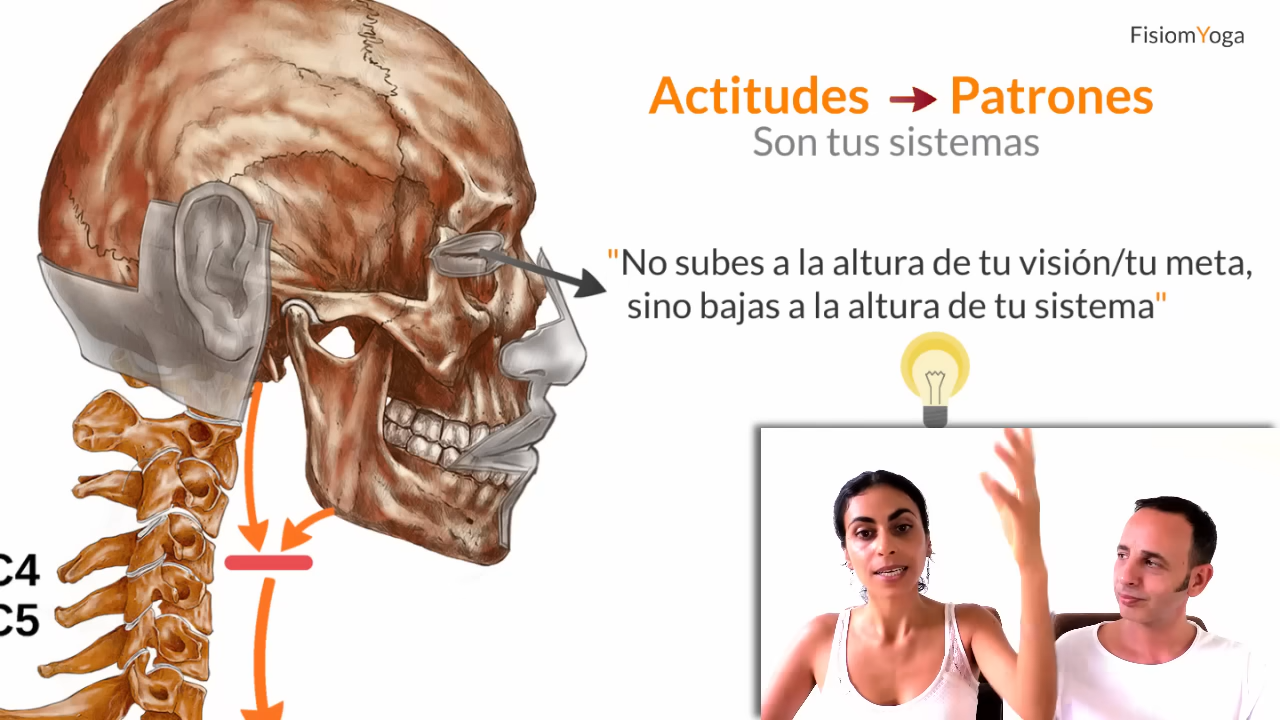 FisiomYoga
Actitudes → Patrones
Son tus sistemas
"No subes a la altura de tu visión/tu meta,
sino bajas a la altura de tu sistema"
C4
C5